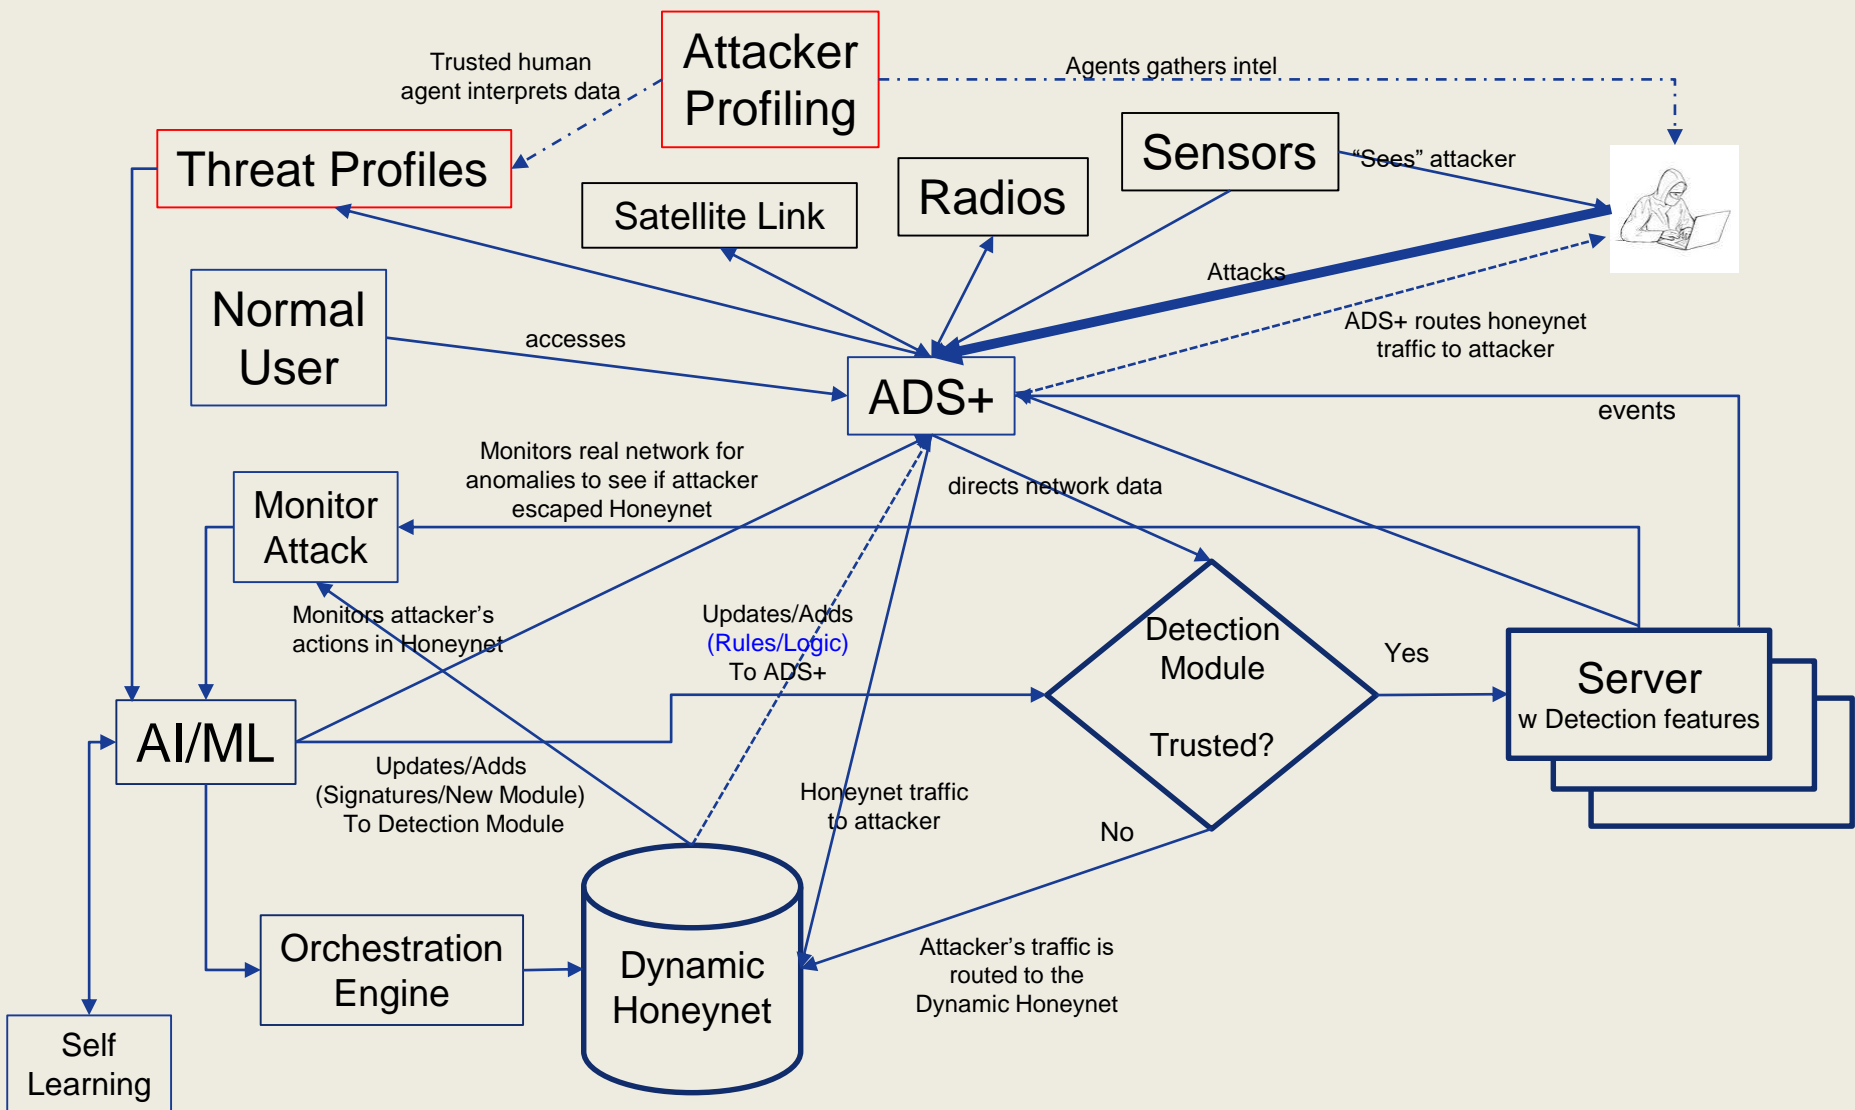 Attacker
Profiling
Trusted human
agent interprets data
Agents gathers intel
Threat Profiles
Satellite Link
Radios
Sensors
“Sees” attacker
Normal
User
accesses
Attacks
ADS+ routes honeynet
traffic to attacker
ADS+
events
Monitors real network for
anomalies to see if attacker
escaped Honeynet
directs network data
Monitor
Attack
Monitors attacker’s
actions in Honeynet
Updates/Adds
(Rules/Logic)
To ADS+
Detection
Module
Trusted?
Yes
Server
w Detection features
AI/ML
Updates/Adds
(Signatures/New Module)
To Detection Module
Honeynet traffic
to attacker
No
Orchestration
Engine
Dynamic
Honeynet
Attacker’s traffic is
routed to the
Dynamic Honeynet
Self
Learning